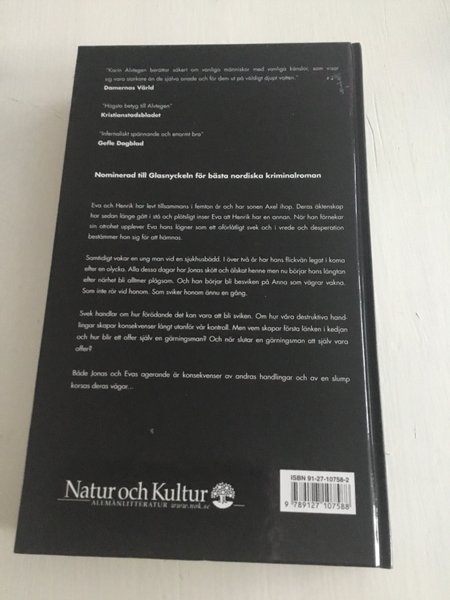 "Karin Alvtegen berättar säkert om vanliga människor med vanliga känslor, som visat
sig vara starkare än de själva anade och för dem ut på väldigt djupt vatten."
Damernas Värld
"Högsta betyg till Alvtegen"
Kristianstadsbladet
"Infernaliskt spännande och enormt bra"
Gefle Dagblad
Nominerad till Glasnyckeln för bästa nordiska kriminalroman
Eva och Henrik har levt tillsammans i femton år och har sonen Axel ihop. Deras äktenskap
har sedan länge gått i stå och plötsligt inser Eva att Henrik har en annan. När han förnekar
sin otrohet upplever Eva hans lögner som ett oförlåtligt svek och i vrede och desperation
bestämmer hon sig för att hämnas.
Samtidigt vakar en ung man vid en sjukhusbädd. I över två år har hans flickvän legat i koma
efter en olycka. Alla dessa dagar har Jonas skött och älskat henne men nu börjar hans längtan
efter närhet bli alltmer plågsam. Och han börjar bli besviken på Anna som vägrar vakna.
Som inte rör vid honom. Som sviker honom ännu en gång.
Svek handlar om hur förödande det kan vara att bli sviken. Om hur våra destruktiva hand-
lingar skapar konsekvenser långt utanför vår kontroll. Men vem skapar första länken i kedjan
och hur blir ett offer själv en gärningsman? Och när slutar en gärningsman att själv vara
offer?
Både Jonas och Evas agerande är konsekvenser av andras handlingar och av en slump
korsas deras vägar...
Natur och Kultur
ALLMÄNLITTERATUR www.nok.se
ISBN 91-27-10758-2
9 789127 107588